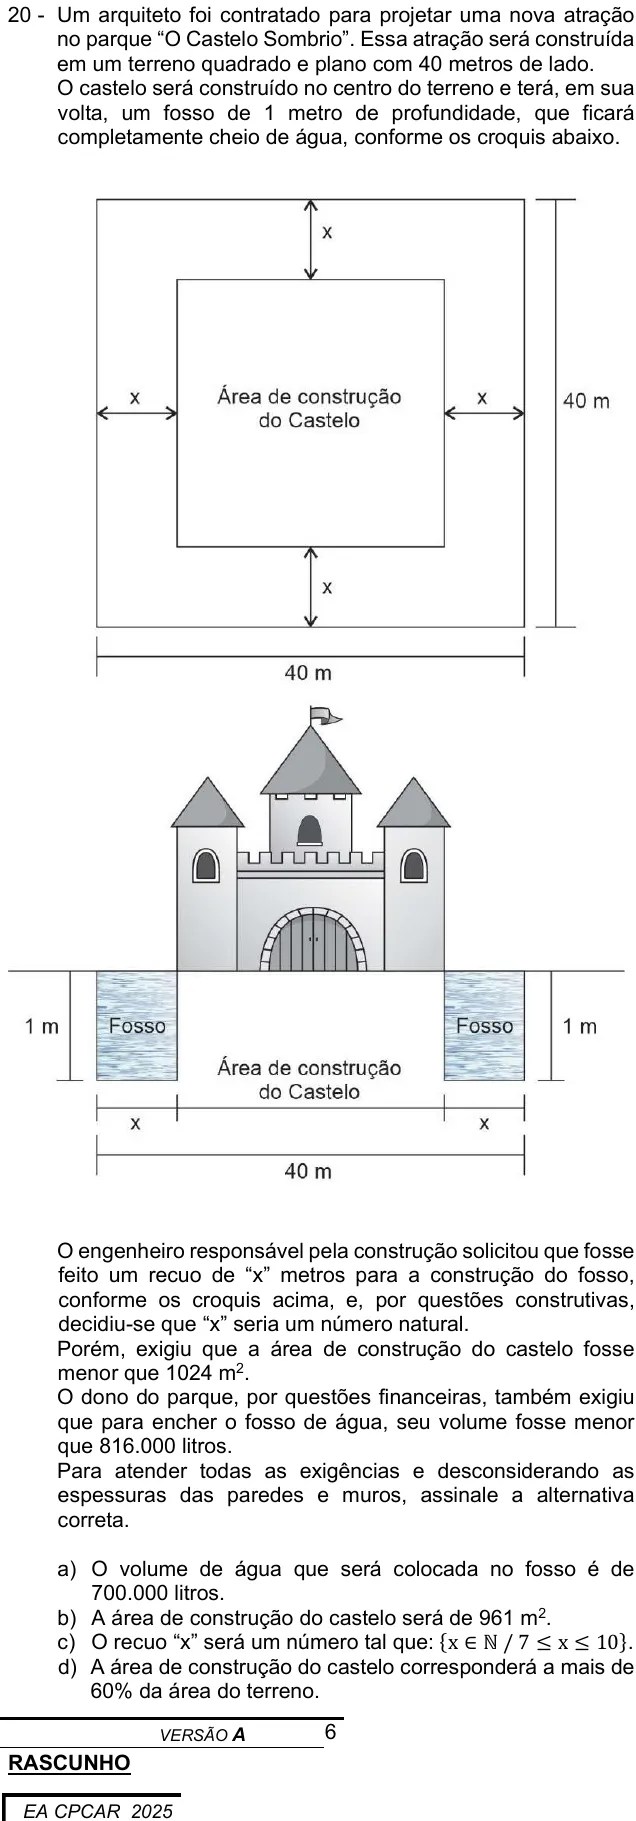 20 - Um arquiteto foi contratado para projetar uma nova atração
no parque “O Castelo Sombrio”. Essa atração será construída
em um terreno quadrado e plano com 40 metros de lado.
O castelo será construído no centro do terreno e terá, em sua
volta, um fosso de 1 metro de profundidade, que ficará
completamente cheio de água, conforme os croquis abaixo.
x
x
Área de construção
do Castelo
x
40 m
x
40 m
1 m
Fosso
Fosso
1 m
Área de construção
do Castelo
x
x
40 m
O engenheiro responsável pela construção solicitou que fosse
feito um recuo de “x” metros para a construção do fosso,
conforme os croquis acima, e, por questões construtivas,
decidiu-se que “x” seria um número natural.
Porém, exigiu que a área de construção do castelo fosse
menor que 1024 m².
O dono do parque, por questões financeiras, também exigiu
que para encher o fosso de água, seu volume fosse menor
que 816.000 litros.
Para atender todas as exigências e desconsiderando as
espessuras das paredes e muros, assinale a alternativa
correta.
a) O volume de água que será colocada no fosso é de
700.000 litros.
b) A área de construção do castelo será de 961 m².
c) O recuo “x” será um número tal que: {x ∈ ℕ / 7 ≤ x ≤ 10}.
d) A área de construção do castelo corresponderá a mais de
60% da área do terreno.
VERSÃO A 6
RASCUNHO
EA CPCAR 2025